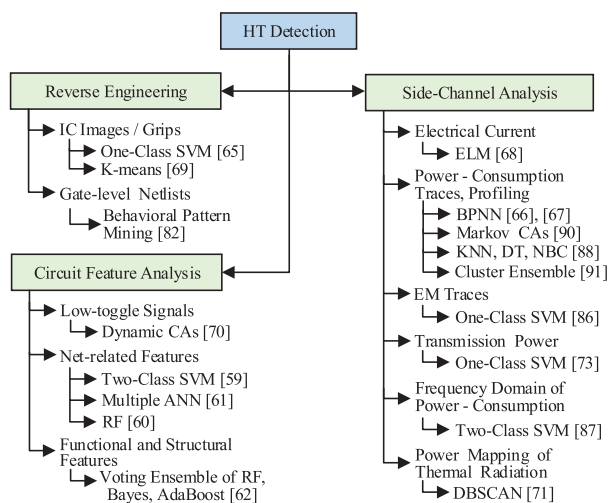 HT Detection
Reverse Engineering
IC Images / Grips
One-Class SVM [65]
K-means [69]
Gate-level Netlists
Behavioral Pattern
Mining [82]
Circuit Feature Analysis
Low-toggle Signals
Dynamic CAs [70]
Net-related Features
Two-Class SVM [59]
Multiple ANN [61]
RF [60]
Functional and Structural
Features
Voting Ensemble of RF,
Bayes, AdaBoost [62]
Side-Channel Analysis
Electrical Current
ELM [68]
Power - Consumption
Traces, Profiling
BPNN [66], [67]
Markov CAs [90]
KNN, DT, NBC [88]
Cluster Ensemble [91]
EM Traces
One-Class SVM [86]
Transmission Power
One-Class SVM [73]
Frequency Domain of
Power - Consumption
Two-Class SVM [87]
Power Mapping of
Thermal Radiation
DBSCAN [71]